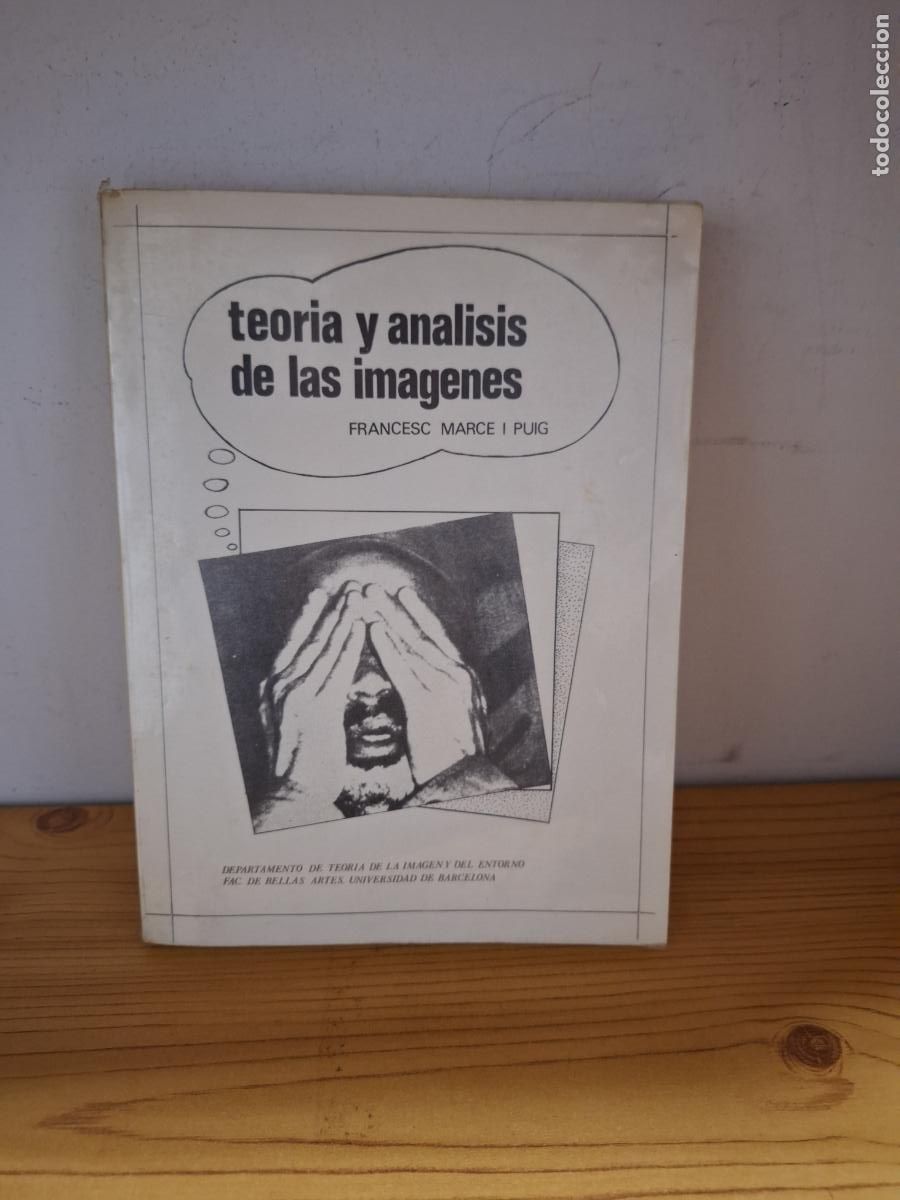 teoria y analisis
de las imagenes
FRANCESC MARCE I PUIG
DEPARTAMENTO DE TEORIA DE LA IMAGEN Y DEL ENTORNO
FAC. DE BELLAS ARTES. UNIVERSIDAD DE BARCELONA
todocoleccion